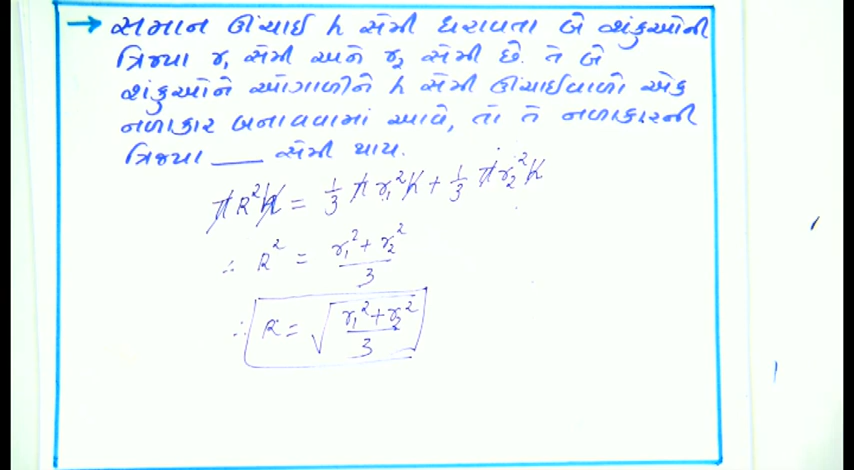 → સમાન ઊંચાઈ h સેમી ધરાવતા બે શંકુઓની
ત્રિજ્યા r₁ સેમી અને r₂ સેમી છે. તે બે
શંકુઓને ઓગાળીને h સેમી ઊંચાઈવાળો એક
નળાકાર બનાવવામાં આવે, તો તે નળાકારની
ત્રિજ્યા ___ સેમી થાય.
πR²h = 1/3 πr₁²h + 1/3 πr₂²h
∴ R² = (r₁² + r₂²)/3
∴ R = √((r₁² + r₂²)/3)